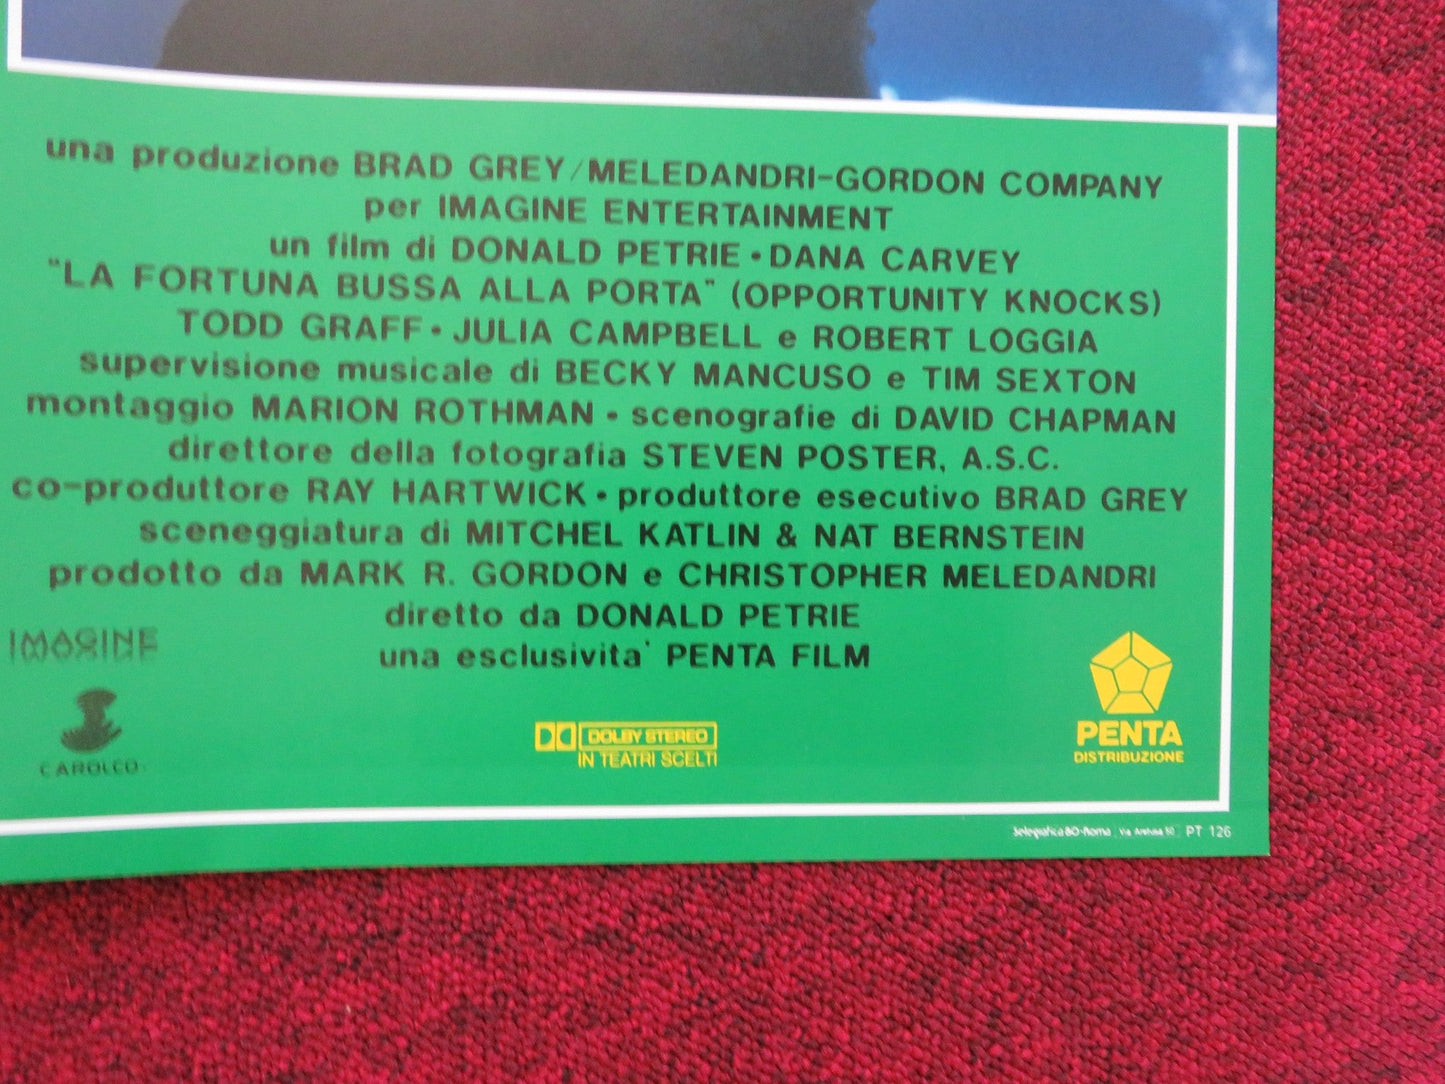 una produzione BRAD GREY/MELEDANDRI-GORDON COMPANY
per IMAGINE ENTERTAINMENT
un film di DONALD PETRIE • DANA CARVEY
"LA FORTUNA BUSSA ALLA PORTA" (OPPORTUNITY KNOCKS)
TODD GRAFF • JULIA CAMPBELL e ROBERT LOGGIA
supervisione musicale di BECKY MANCUSO e TIM SEXTON
montaggio MARION ROTHMAN • scenografie di DAVID CHAPMAN
direttore della fotografia STEVEN POSTER, A.S.C.
co-produttore RAY HARTWICK • produttore esecutivo BRAD GREY
sceneggiatura di MITCHEL KATLIN & NAT BERNSTEIN
prodotto da MARK R. GORDON e CHRISTOPHER MELEDANDRI
diretto da DONALD PETRIE
una esclusivita' PENTA FILM
IMAGINE
CAROLCO
DOLBY STEREO
IN TEATRI SCELTI
PENTA
DISTRIBUZIONE
Selegrafica 80-Roma Via PT 126